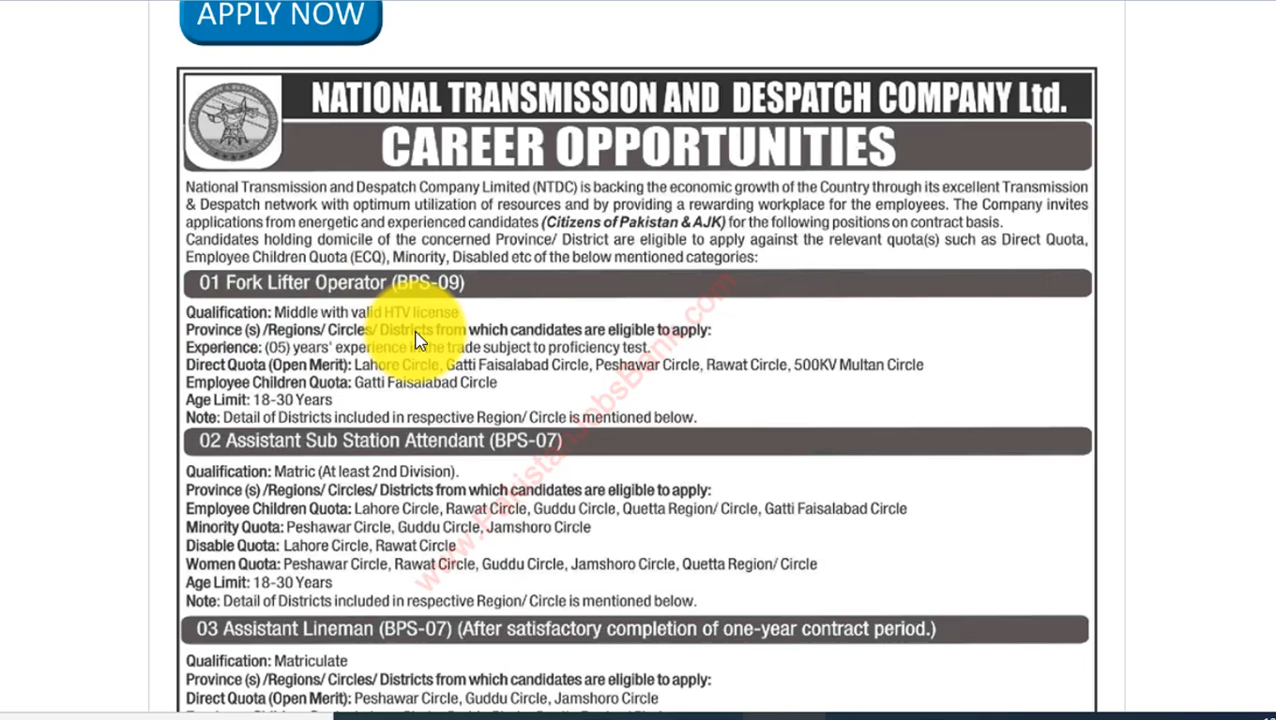 APPLY NOW
NATIONAL TRANSMISSION AND DESPATCH COMPANY Ltd.
CAREER OPPORTUNITIES
National Transmission and Despatch Company Limited (NTDC) is backing the economic growth of the Country through its excellent Transmission
& Despatch network with optimum utilization of resources and by providing a rewarding workplace for the employees. The Company invites
applications from energetic and experienced candidates (Citizens of Pakistan & AJK) for the following positions on contract basis.
Candidates holding domicile of the concerned Province/ District are eligible to apply against the relevant quota(s) such as Direct Quota,
Employee Children Quota (ECQ), Minority, Disabled etc of the below mentioned categories:
01 Fork Lifter Operator (BPS-09)
Qualification: Middle with valid HTV license
Province (s) /Regions/ Circles/ Districts from which candidates are eligible to apply:
Experience: (05) years' experience in the trade subject to proficiency test.
Direct Quota (Open Merit): Lahore Circle, Gatti Faisalabad Circle, Peshawar Circle, Rawat Circle, 500KV Multan Circle
Employee Children Quota: Gatti Faisalabad Circle
Age Limit: 18-30 Years
Note: Detail of Districts included in respective Region/ Circle is mentioned below.
02 Assistant Sub Station Attendant (BPS-07)
Qualification: Matric (At least 2nd Division).
Province (s) /Regions/ Circles/ Districts from which candidates are eligible to apply:
Employee Children Quota: Lahore Circle, Rawat Circle, Guddu Circle, Quetta Region/ Circle, Gatti Faisalabad Circle
Minority Quota: Peshawar Circle, Guddu Circle, Jamshoro Circle
Disable Quota: Lahore Circle, Rawat Circle
Women Quota: Peshawar Circle, Rawat Circle, Guddu Circle, Jamshoro Circle, Quetta Region/ Circle
Age Limit: 18-30 Years
Note: Detail of Districts included in respective Region/ Circle is mentioned below.
03 Assistant Lineman (BPS-07) (After satisfactory completion of one-year contract period.)
Qualification: Matriculate
Province (s) /Regions/ Circles/ Districts from which candidates are eligible to apply:
Direct Quota (Open Merit): Peshawar Circle, Guddu Circle, Jamshoro Circle
www.PakistanJobsBank.com